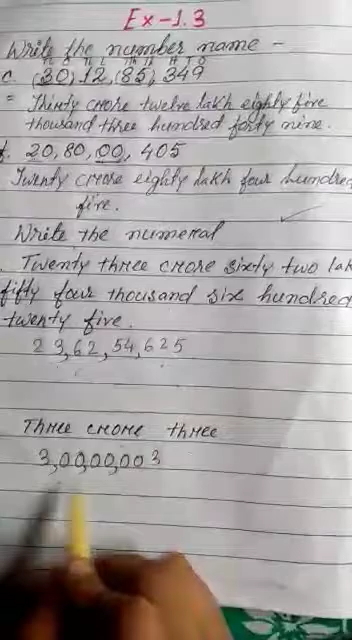 Ex-1.3
Write the number name -
c. (30),12,(85),349
= Thinty crore twelve lakh eighty five
thousand three hundred forty nine.
f. 20,80,00,405
Twenty crore eighty lakh four hundred
five.
Write the numeral
Twenty three crore sixty two lak
fifty four thousand six hundred
twenty five.
23,62,54,625
Three crore three
3,00,00,003